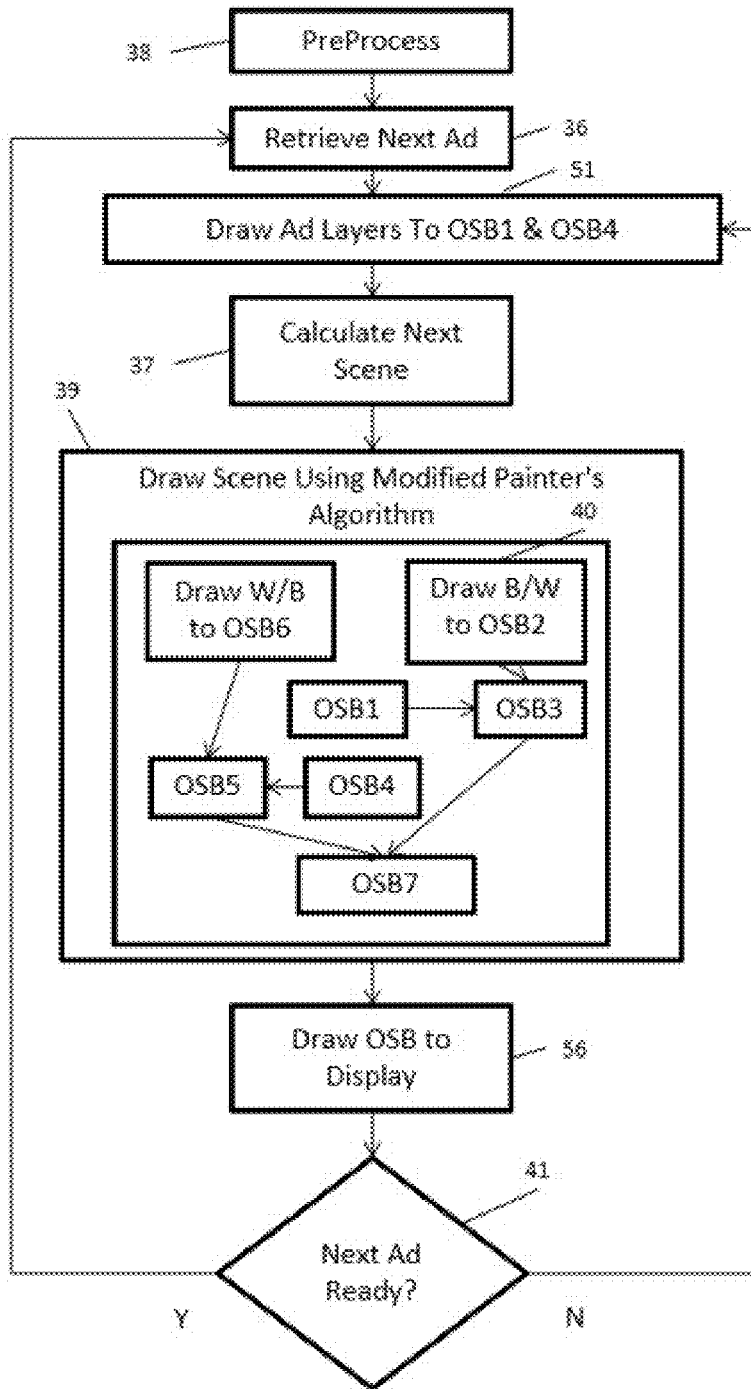 PreProcess
38
Retrieve Next Ad
36
51
Draw Ad Layers To OSB1 & OSB4
Calculate Next
Scene
37
39
Draw Scene Using Modified Painter's
Algorithm
40
Draw W/B
to OSB6
Draw B/W
to OSB2
OSB1
OSB3
OSB5
OSB4
OSB7
Draw OSB to
Display
56
41
Next Ad
Ready?
Y
N